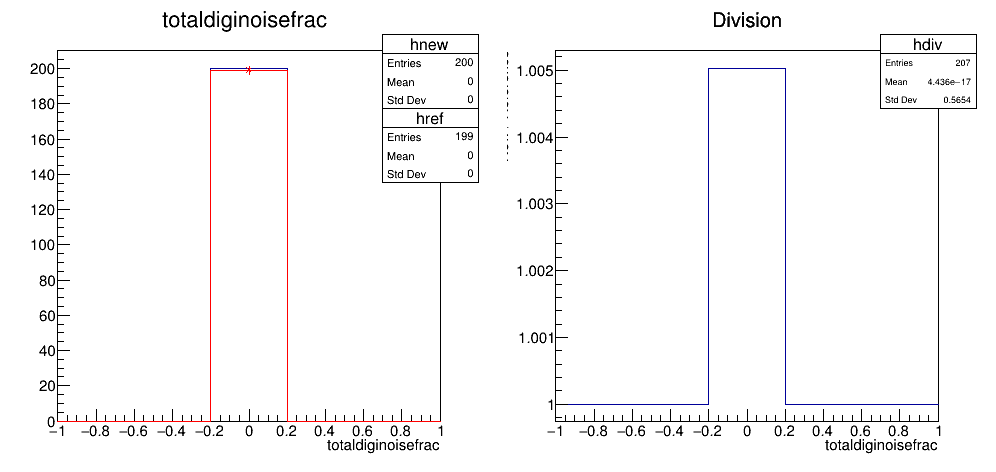 totaldiginoisefrac
hnew
Entries 200
Mean 0
Std Dev 0
href
Entries 199
Mean 0
Std Dev 0
200
180
160
140
120
100
80
60
40
20
0
−1 −0.8 −0.6 −0.4 −0.2 0 0.2 0.4 0.6 0.8 1
totaldiginoisefrac
Division
hdiv
Entries 207
Mean 4.436e−17
Std Dev 0.5654
1.005
1.004
1.003
1.002
1.001
1
−1 −0.8 −0.6 −0.4 −0.2 0 0.2 0.4 0.6 0.8 1
totaldiginoisefrac